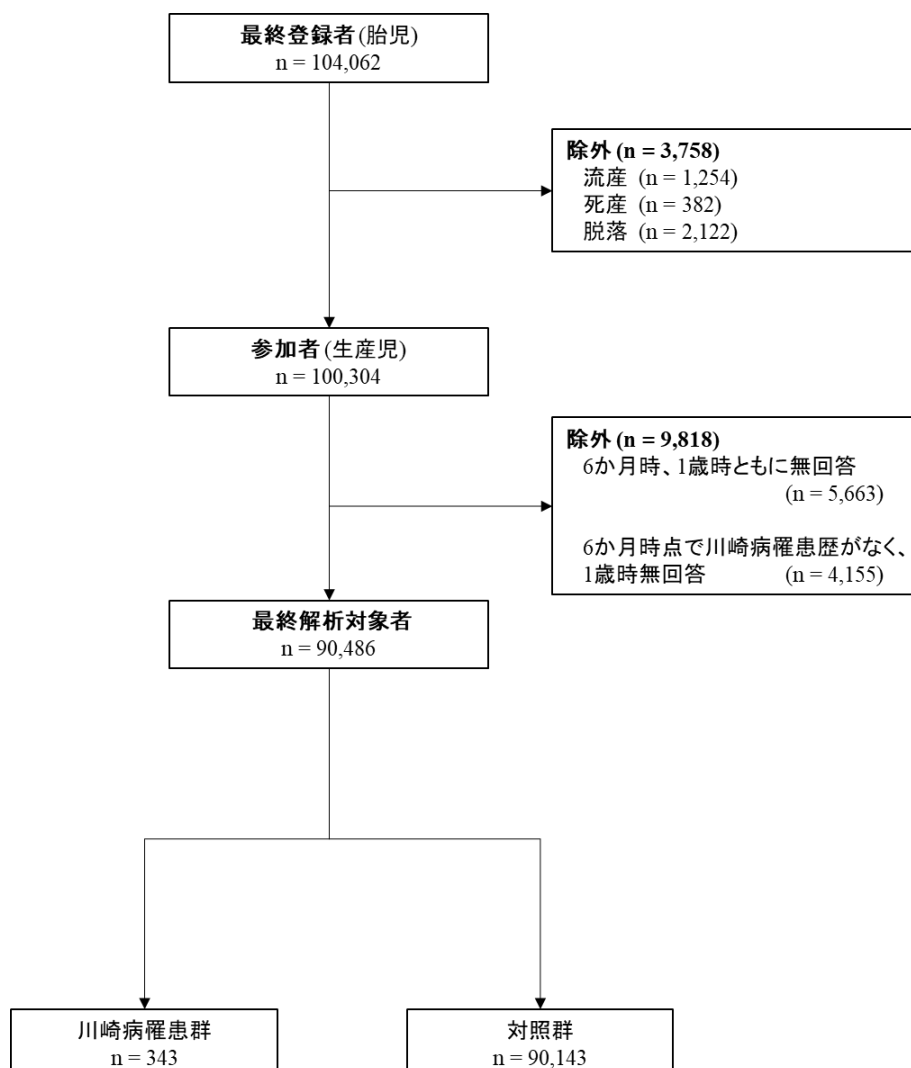 最終登録者 (胎児)
n = 104,062
除外 (n = 3,758)
流産 (n = 1,254)
死産 (n = 382)
脱落 (n = 2,122)
参加者 (生産児)
n = 100,304
除外 (n = 9,818)
6か月時、1歳時ともに無回答
(n = 5,663)
6か月時点で川崎病罹患歴がなく、
1歳時無回答 (n = 4,155)
最終解析対象者
n = 90,486
川崎病罹患群
n = 343
対照群
n = 90,143